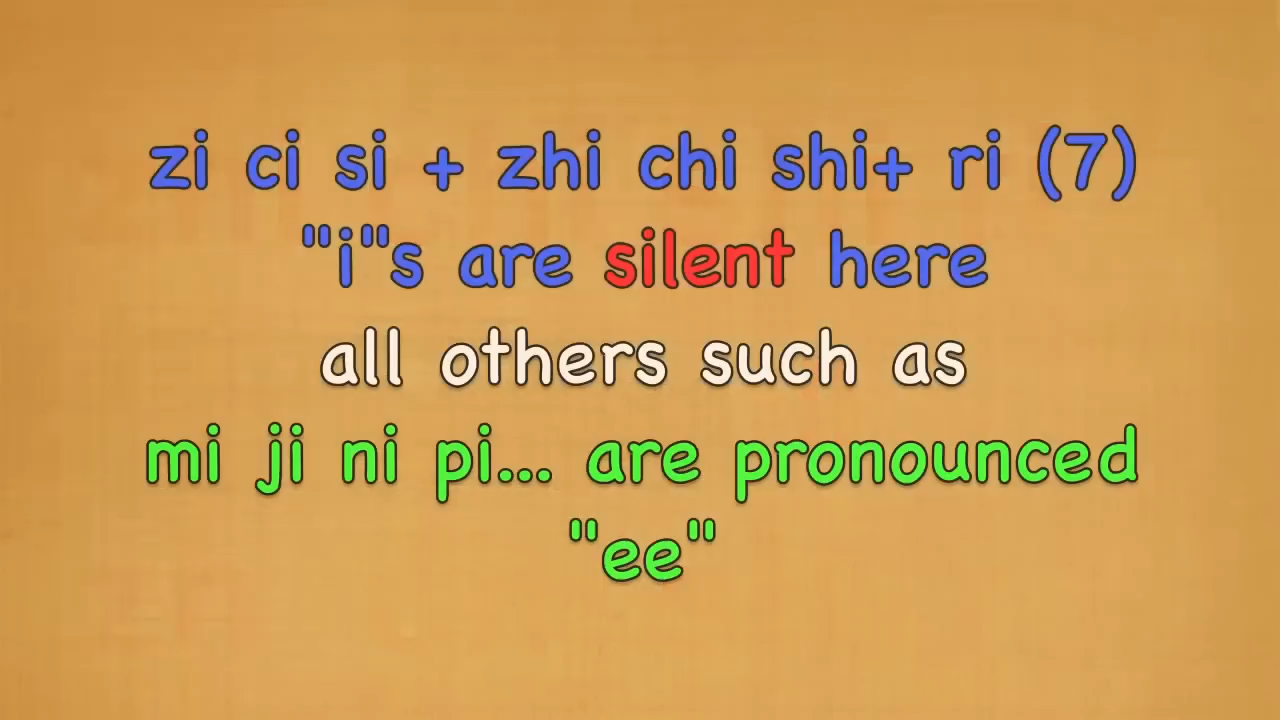 zi ci si + zhi chi shi+ ri (7)
"i"s are silent here
all others such as
mi ji ni pi... are pronounced
"ee"